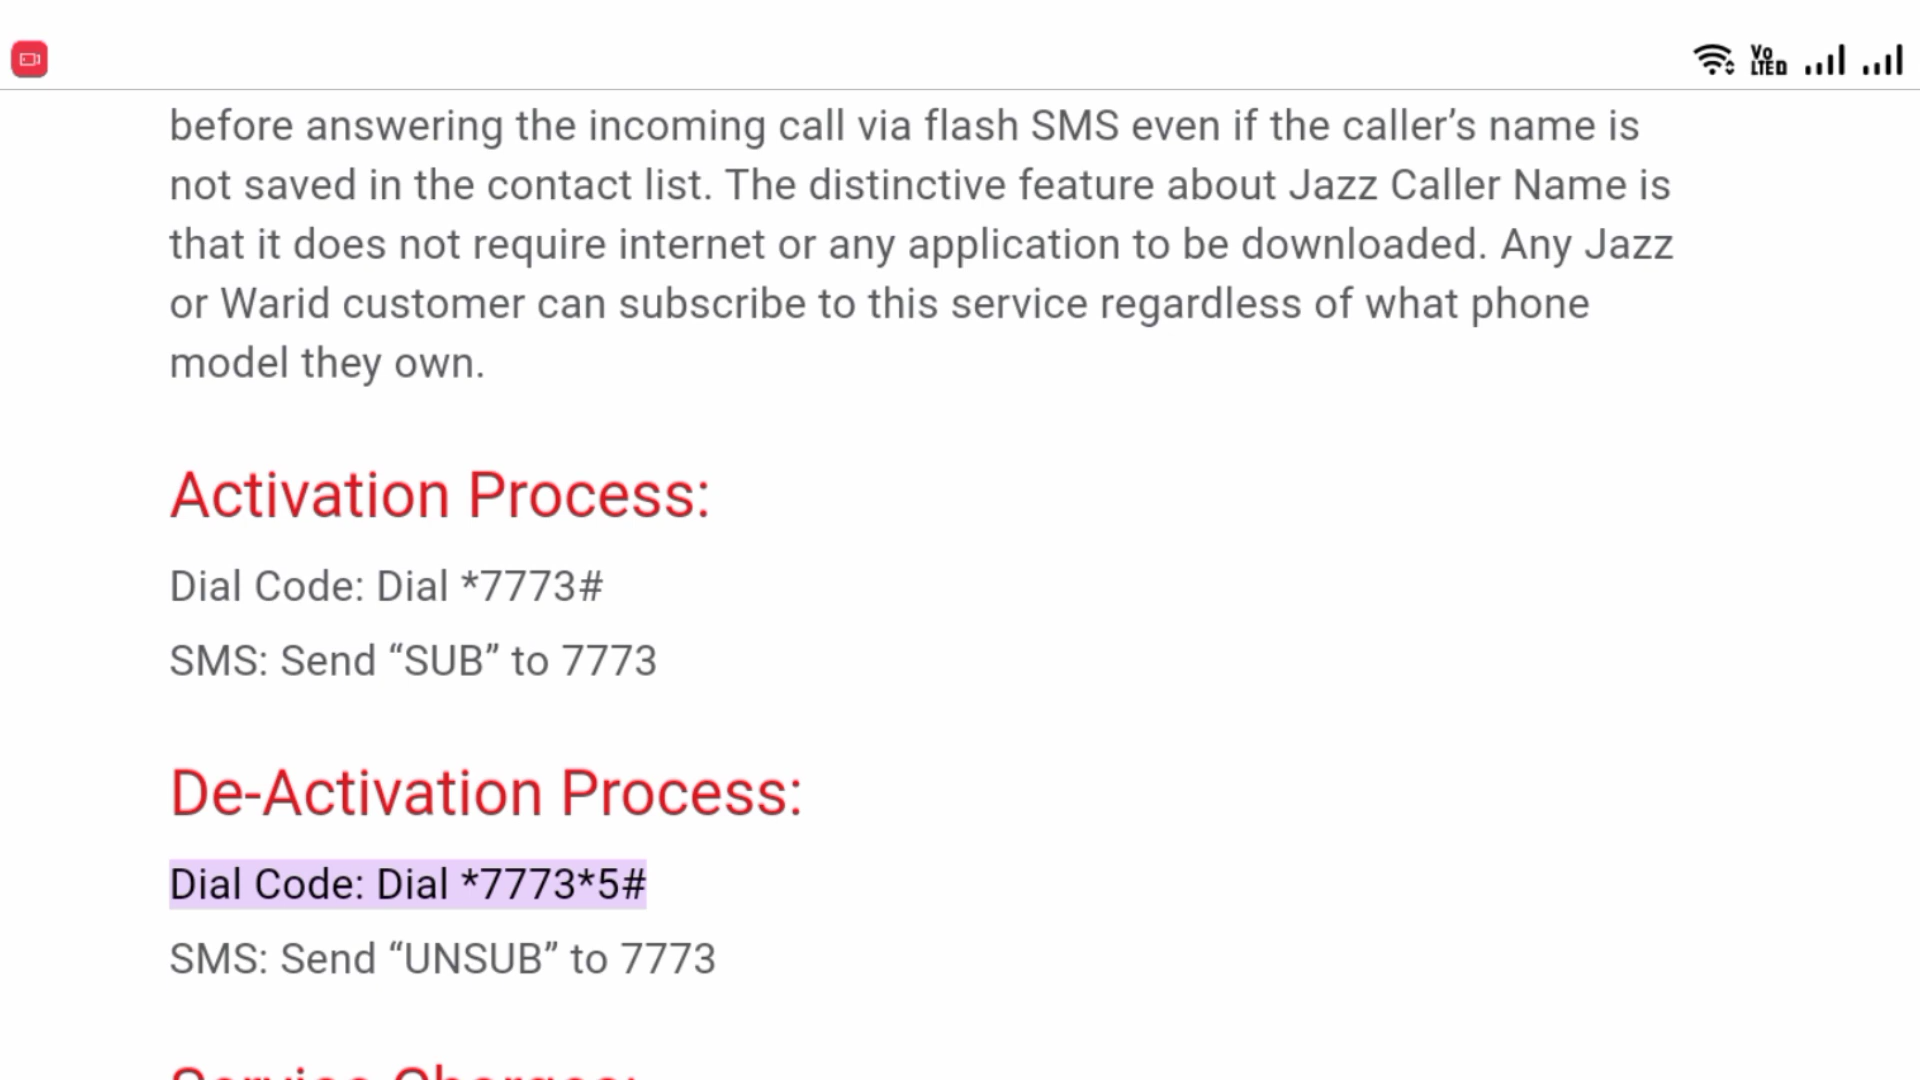 Vo
LTED
before answering the incoming call via flash SMS even if the caller’s name is
not saved in the contact list. The distinctive feature about Jazz Caller Name is
that it does not require internet or any application to be downloaded. Any Jazz
or Warid customer can subscribe to this service regardless of what phone
model they own.
Activation Process:
Dial Code: Dial *7773#
SMS: Send “SUB” to 7773
De-Activation Process:
Dial Code: Dial *7773*5#
SMS: Send “UNSUB” to 7773
Service Charges: